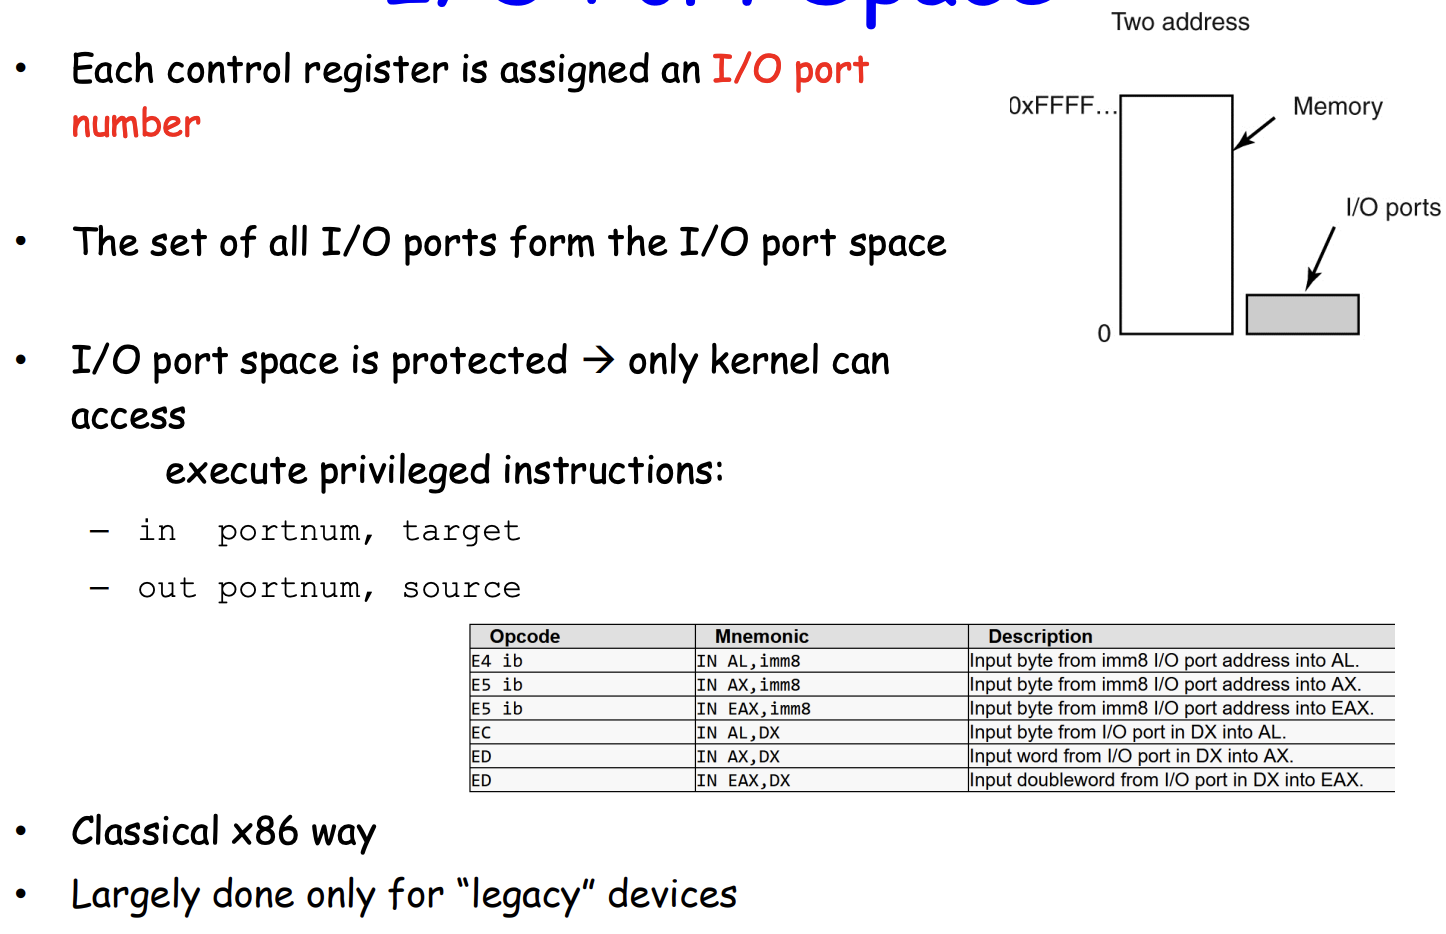 I/O Port Space
Two address
• Each control register is assigned an I/O port
number
0xFFFF...
Memory
I/O ports
0
• The set of all I/O ports form the I/O port space
• I/O port space is protected → only kernel can
access
execute privileged instructions:
– in portnum, target
– out portnum, source
Opcode Mnemonic Description
E4 ib IN AL,imm8 Input byte from imm8 I/O port address into AL.
E5 ib IN AX,imm8 Input byte from imm8 I/O port address into AX.
E5 ib IN EAX,imm8 Input byte from imm8 I/O port address into EAX.
EC IN AL,DX Input byte from I/O port in DX into AL.
ED IN AX,DX Input word from I/O port in DX into AX.
ED IN EAX,DX Input doubleword from I/O port in DX into EAX.
• Classical x86 way
• Largely done only for “legacy” devices